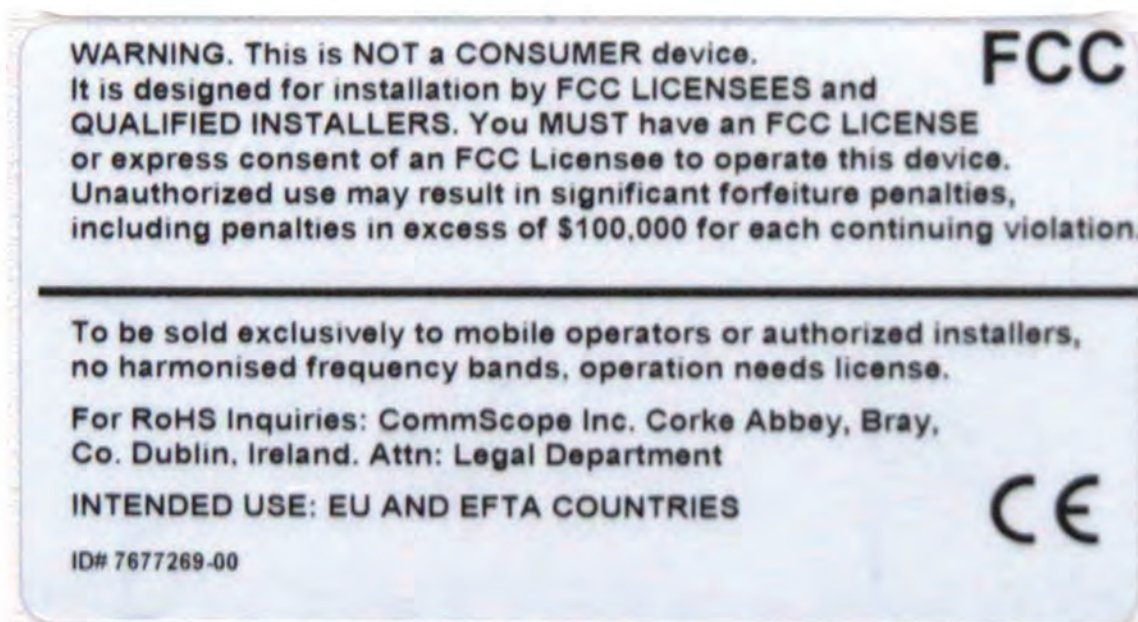 WARNING. This is NOT a CONSUMER device.
FCC
It is designed for installation by FCC LICENSEES and
QUALIFIED INSTALLERS. You MUST have an FCC LICENSE
or express consent of an FCC Licensee to operate this device.
Unauthorized use may result in significant forfeiture penalties,
including penalties in excess of $100,000 for each continuing violation.
To be sold exclusively to mobile operators or authorized installers,
no harmonised frequency bands, operation needs license.
For RoHS Inquiries: CommScope Inc. Corke Abbey, Bray,
Co. Dublin, Ireland. Attn: Legal Department
INTENDED USE: EU AND EFTA COUNTRIES
CE
ID# 7677269-00